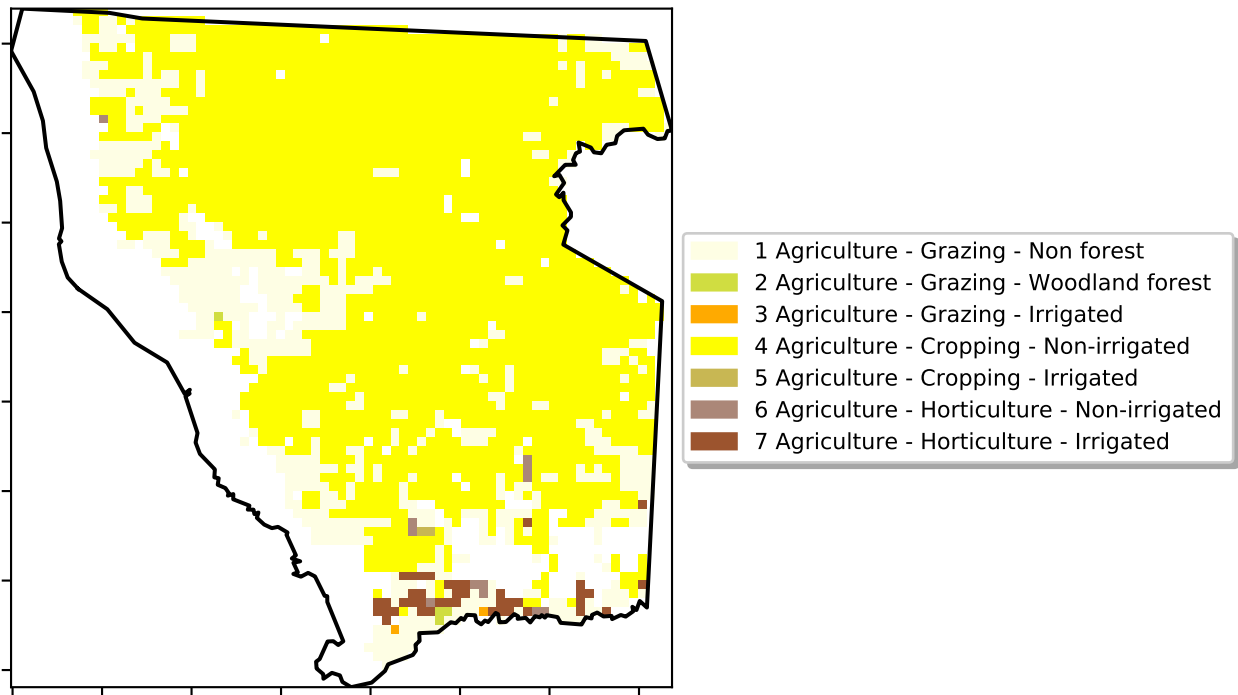 1 Agriculture - Grazing - Non forest
2 Agriculture - Grazing - Woodland forest
3 Agriculture - Grazing - Irrigated
4 Agriculture - Cropping - Non-irrigated
5 Agriculture - Cropping - Irrigated
6 Agriculture - Horticulture - Non-irrigated
7 Agriculture - Horticulture - Irrigated